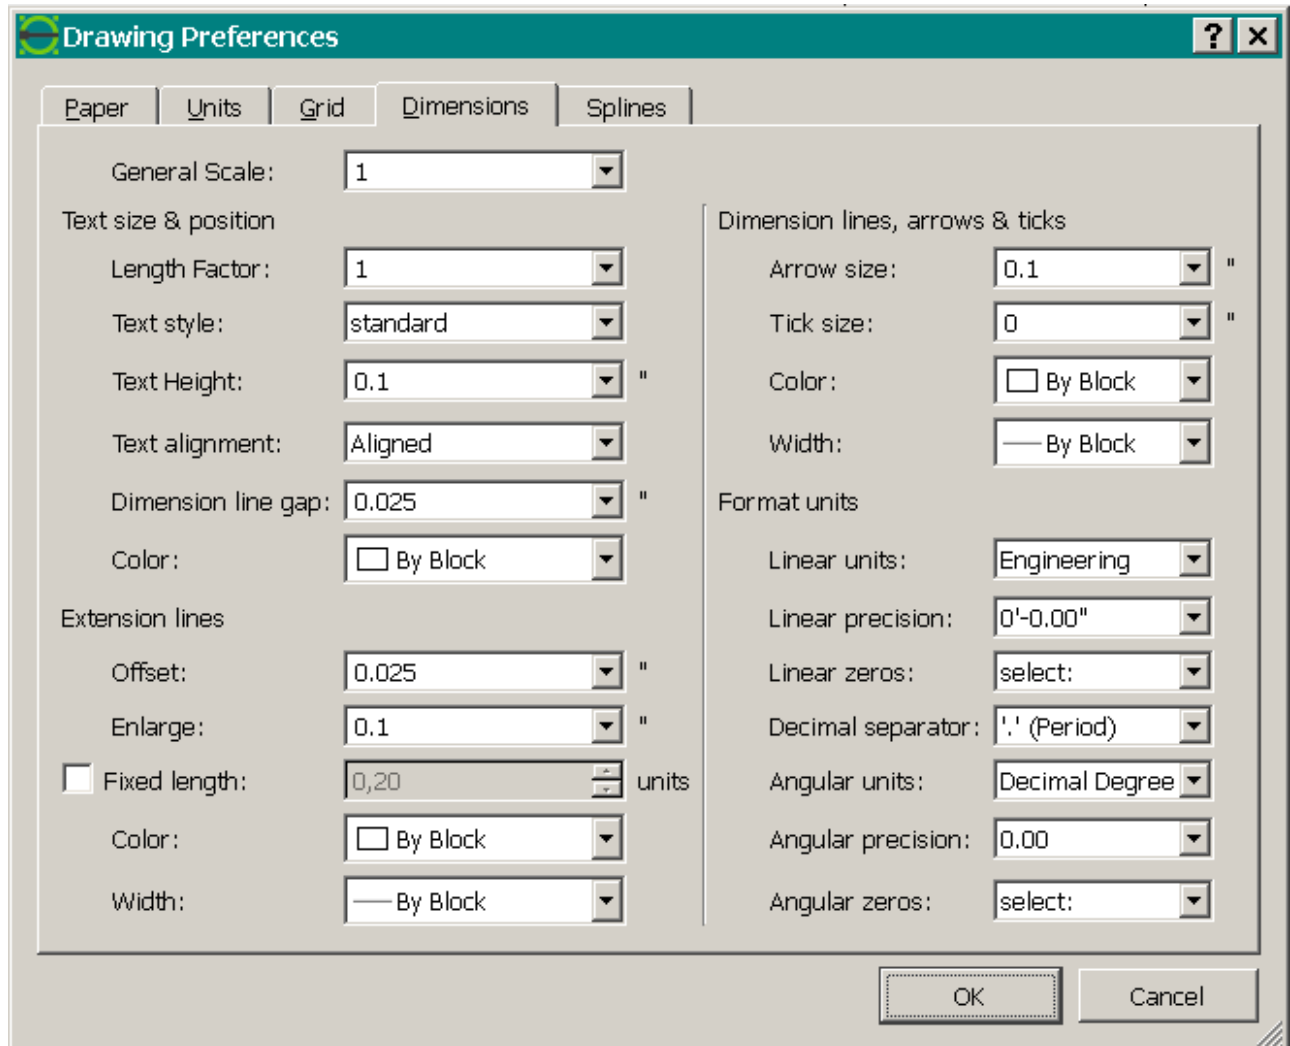 Drawing Preferences
Paper Units Grid Dimensions Splines
General Scale: 1
Text size & position
Length Factor: 1
Text style: standard
Text Height: 0.1 "
Text alignment: Aligned
Dimension line gap: 0.025 "
Color: By Block
Extension lines
Offset: 0.025 "
Enlarge: 0.1 "
Fixed length: 0,20 units
Color: By Block
Width: By Block
Dimension lines, arrows & ticks
Arrow size: 0.1 "
Tick size: 0 "
Color: By Block
Width: By Block
Format units
Linear units: Engineering
Linear precision: 0'-0.00"
Linear zeros: select:
Decimal separator: '.' (Period)
Angular units: Decimal Degree
Angular precision: 0.00
Angular zeros: select:
OK Cancel